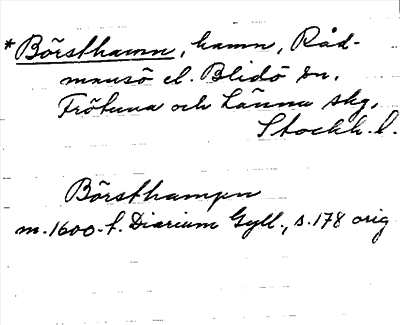 *Börsthamn, hamn, Råd-
mansö el. Blidö sn,
Frötuna och Länna skg,
Stockh. l.
Börsthampn
m. 1600-t. Diarium Gyll., s. 178 orig